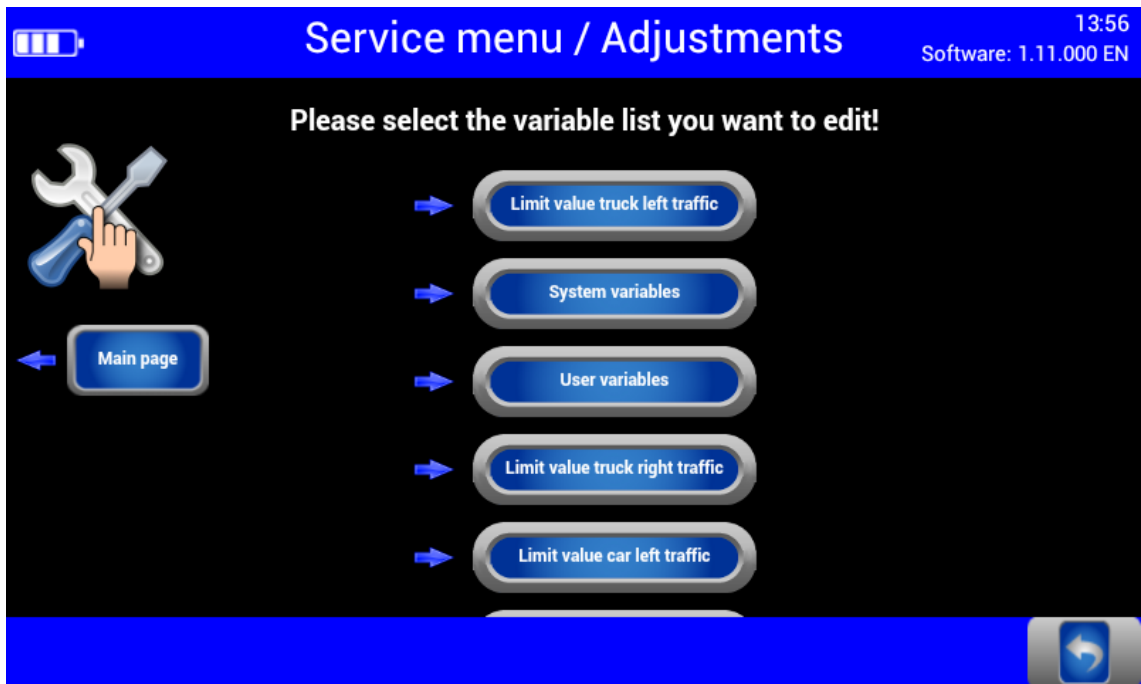 Service menu / Adjustments
13:56
Software: 1.11.000 EN
Please select the variable list you want to edit!
Limit value truck left traffic
System variables
Main page
User variables
Limit value truck right traffic
Limit value car left traffic